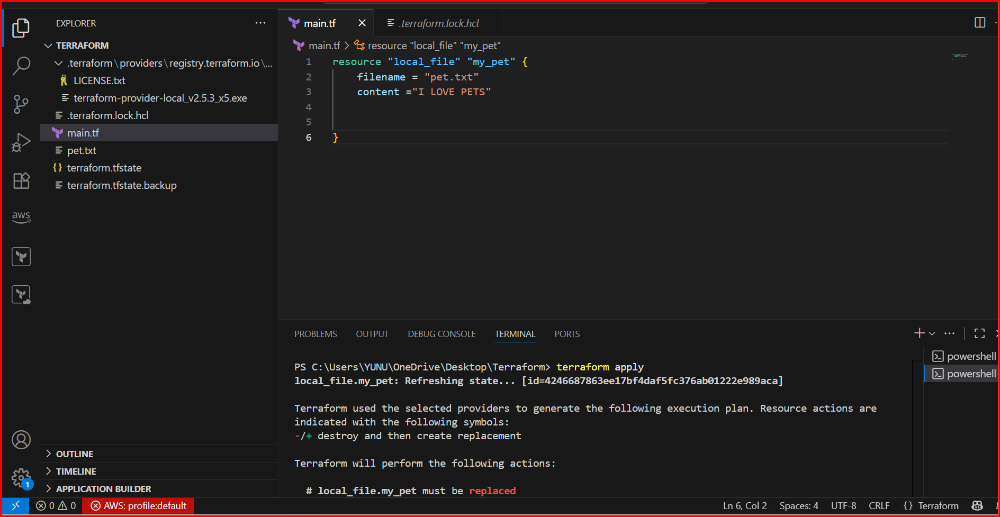 EXPLORER
TERRAFORM
.terraform\providers\registry.terraform.io\...
LICENSE.txt
terraform-provider-local_v2.5.3_x5.exe
.terraform.lock.hcl
main.tf
pet.txt
terraform.tfstate
terraform.tfstate.backup
aws
OUTLINE
TIMELINE
APPLICATION BUILDER
1
main.tf
.terraform.lock.hcl
main.tf > resource "local_file" "my_pet"
1 resource "local_file" "my_pet" {
2 filename = "pet.txt"
3 content ="I LOVE PETS"
4
5
6 }
PROBLEMS OUTPUT DEBUG CONSOLE TERMINAL PORTS
PS C:\Users\YUNU\OneDrive\Desktop\Terraform> terraform apply
local_file.my_pet: Refreshing state... [id=4246687863ee17bf4daf5fc376ab01222e989aca]
Terraform used the selected providers to generate the following execution plan. Resource actions are
indicated with the following symbols:
-/+ destroy and then create replacement
Terraform will perform the following actions:
# local_file.my_pet must be replaced
powershell
powershell
0 0 AWS: profile:default
Ln 6, Col 2 Spaces: 4 UTF-8 CRLF {} Terraform